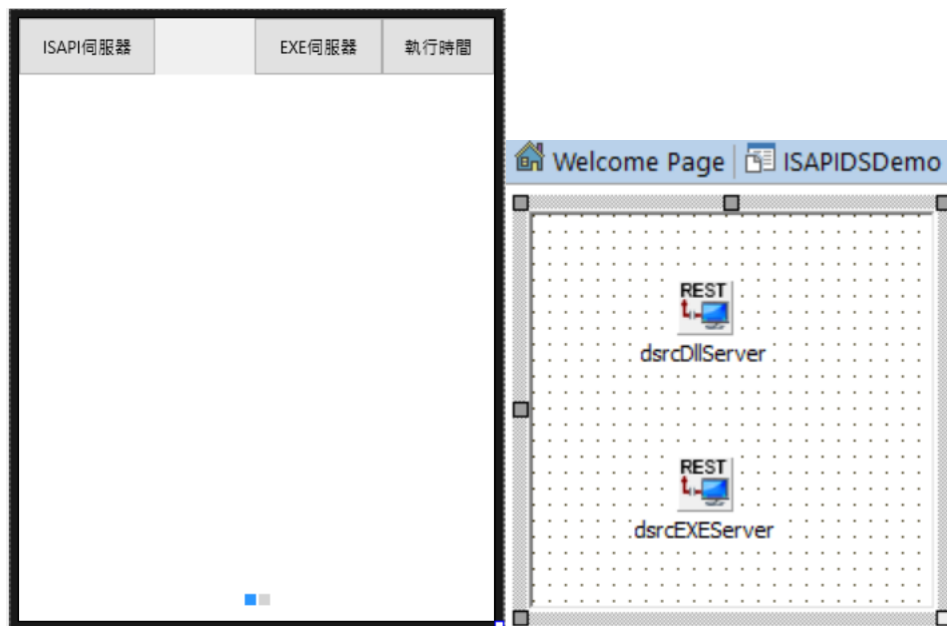 ISAPI伺服器 EXE伺服器 執行時間
Welcome Page ISAPIDSDemo
REST
dsrcDllServer
REST
dsrcEXEServer